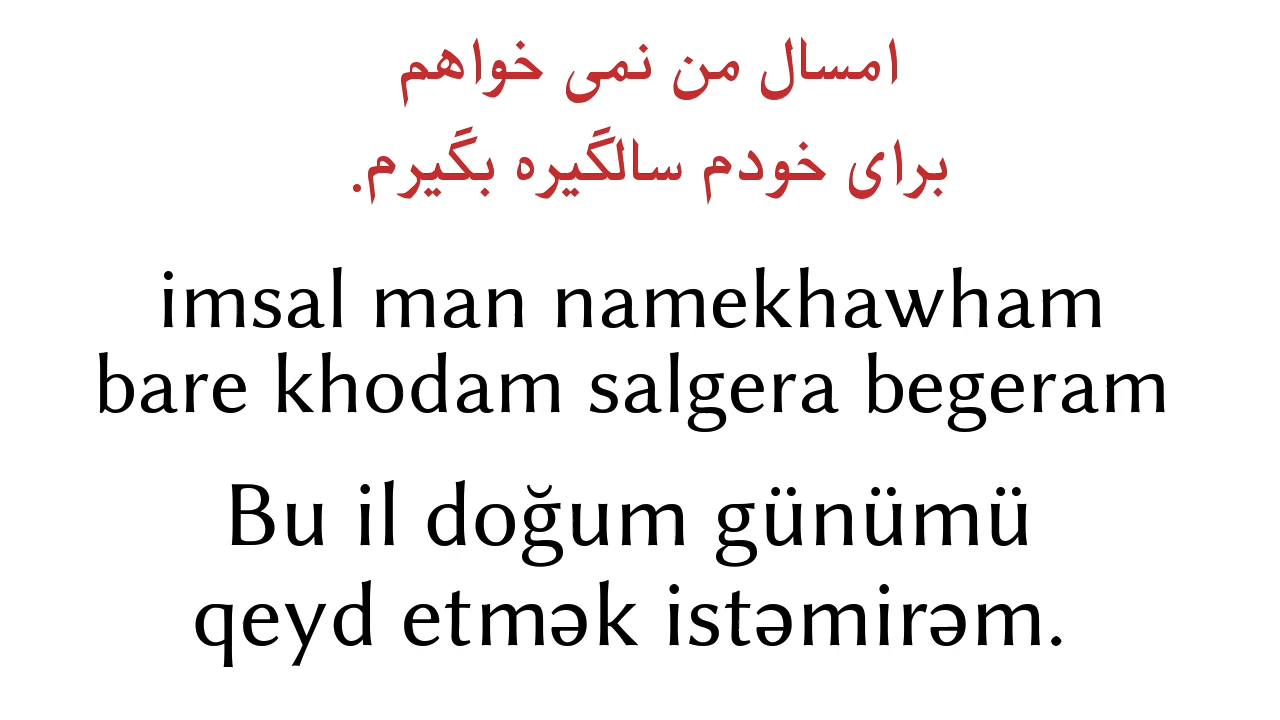 امسال من نمی خواهم
برای خودم سالگیره بگیرم.
imsal man namekhawham
bare khodam salgera begeram
Bu il doğum günümü
qeyd etmək istəmirəm.